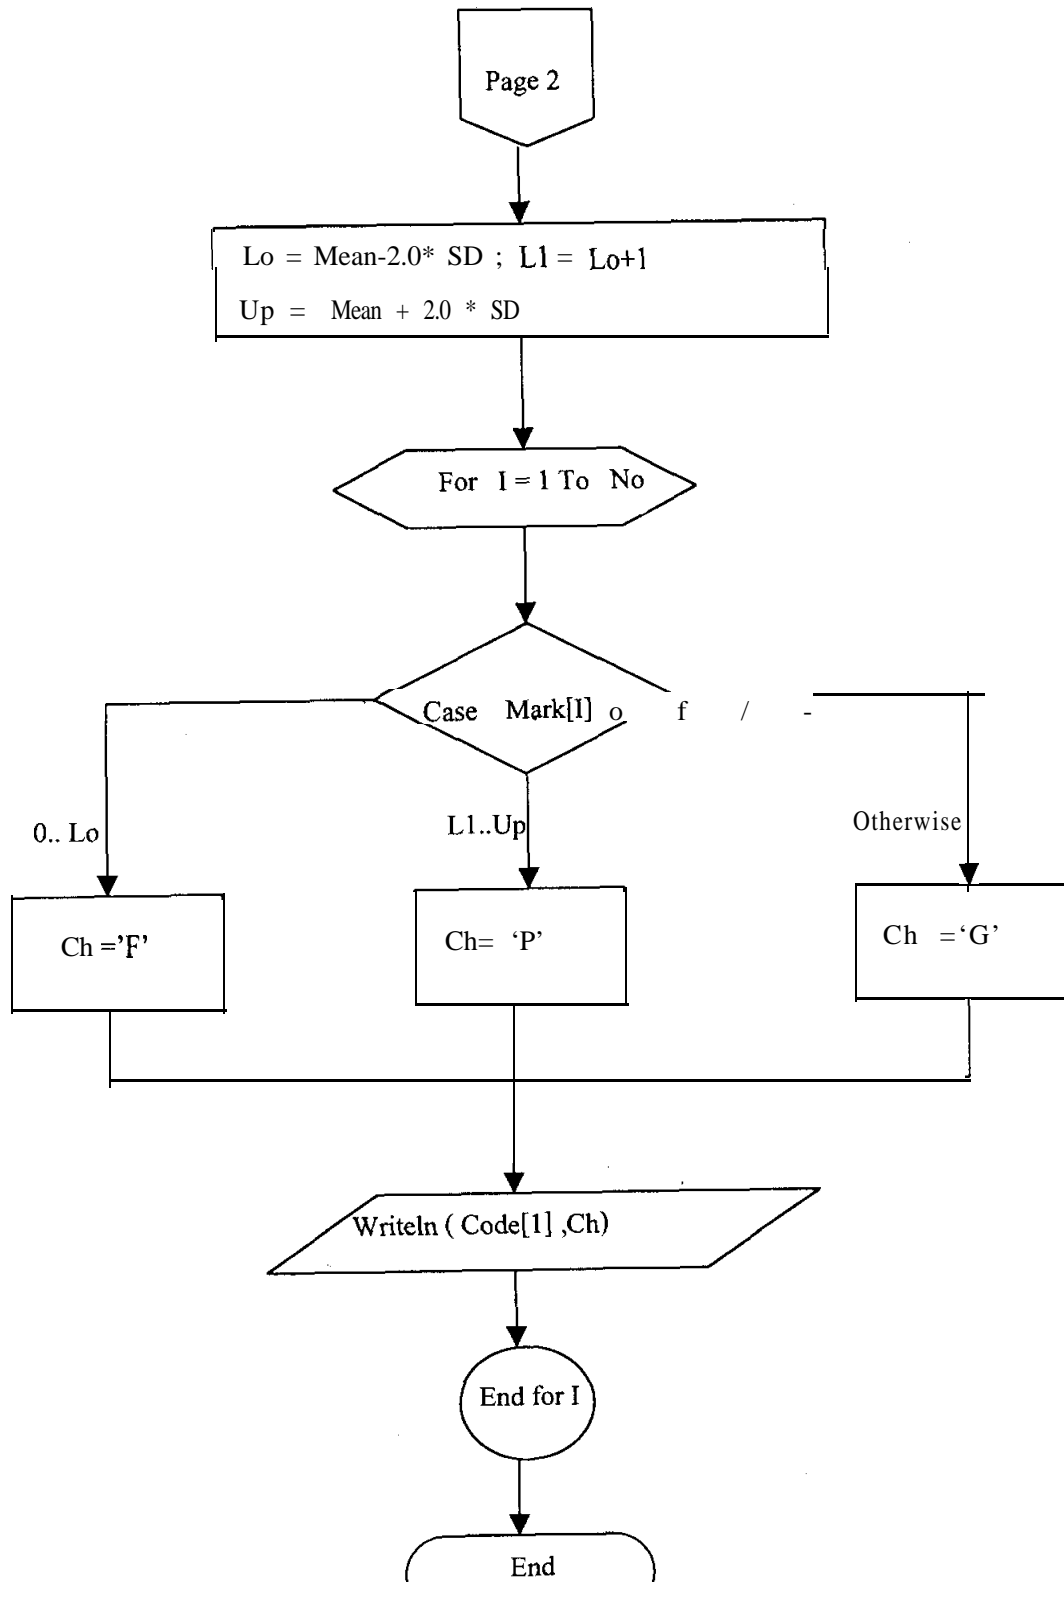 Page 2
Lo = Mean-2.0* SD ; L1 = Lo+1
Up = Mean + 2.0 * SD
For I = 1 To No
Case Mark[I] o f / -
0.. Lo
L1..Up
Otherwise
Ch ='F'
Ch= ‘P’
Ch =‘G’
Writeln ( Code[1] ,Ch)
End for I
End